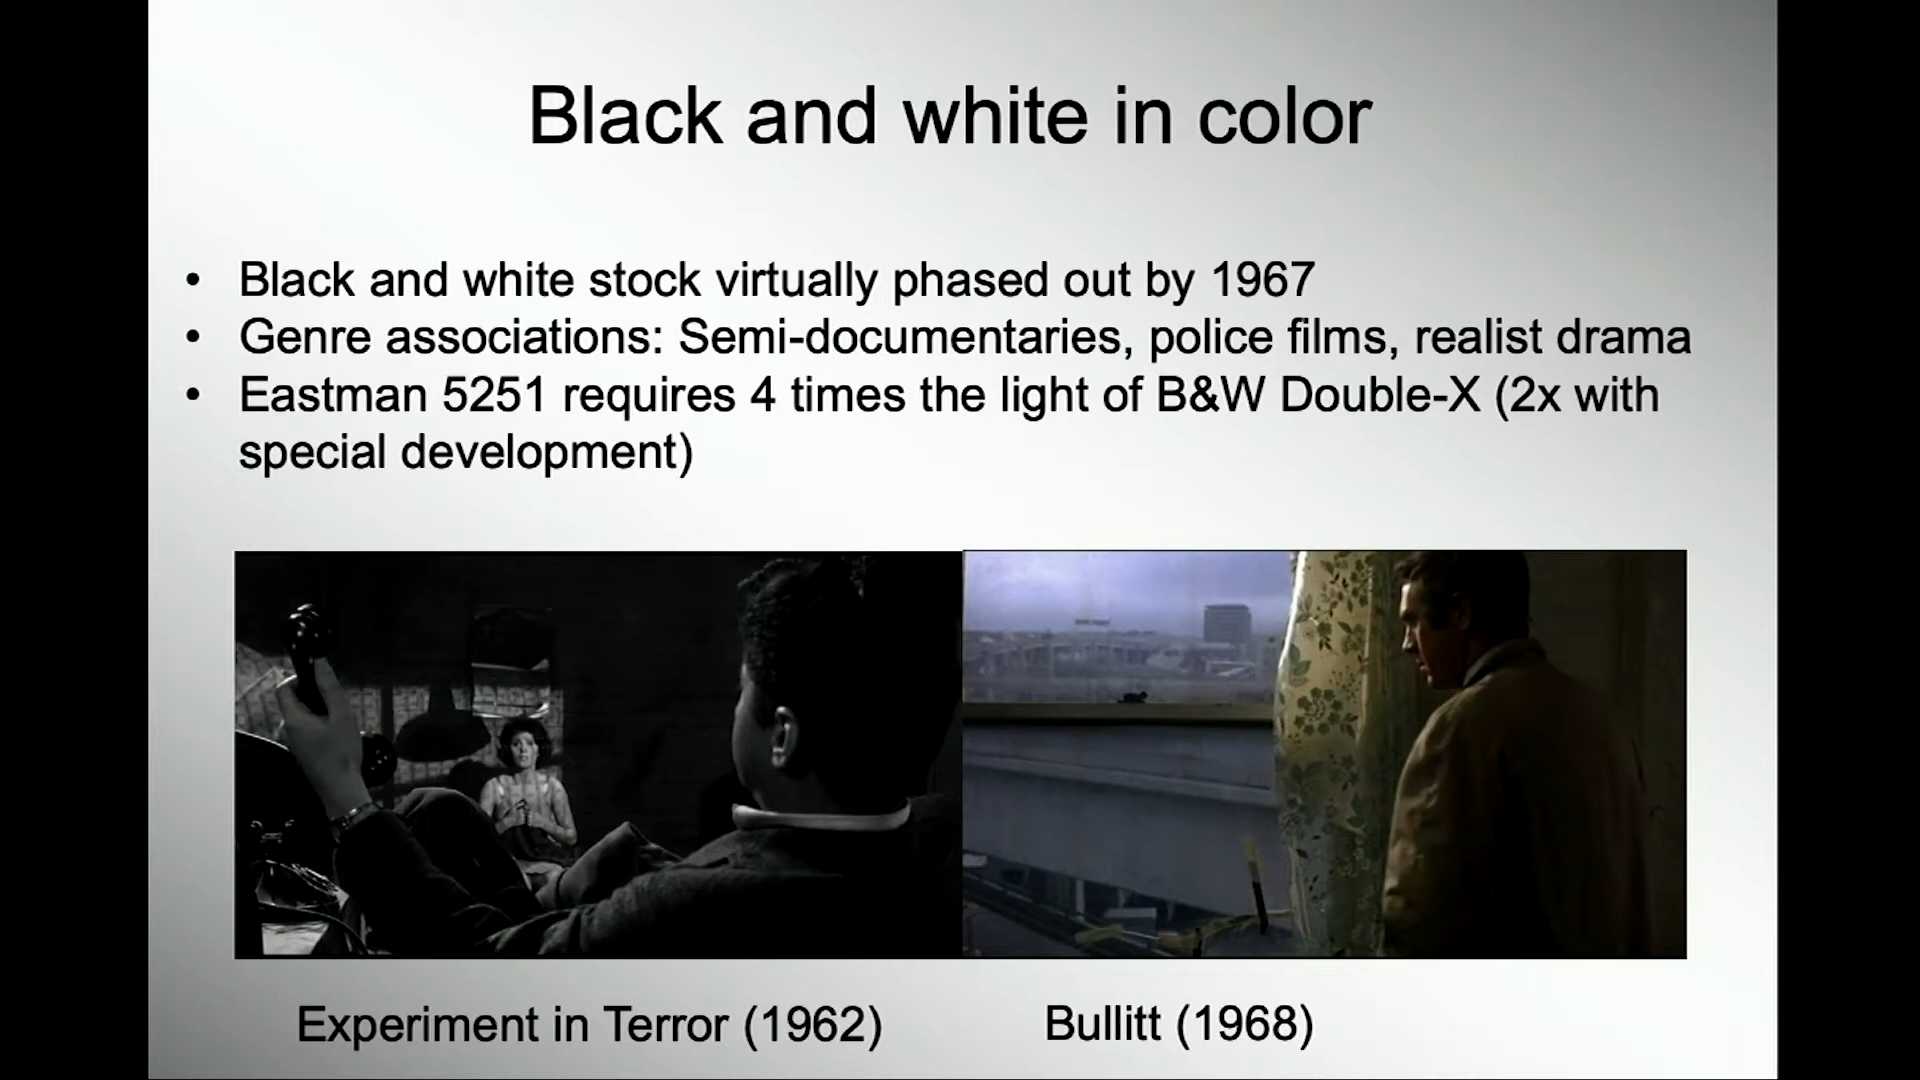 Black and white in color
• Black and white stock virtually phased out by 1967
• Genre associations: Semi-documentaries, police films, realist drama
• Eastman 5251 requires 4 times the light of B&W Double-X (2x with
special development)
Experiment in Terror (1962)
Bullitt (1968)